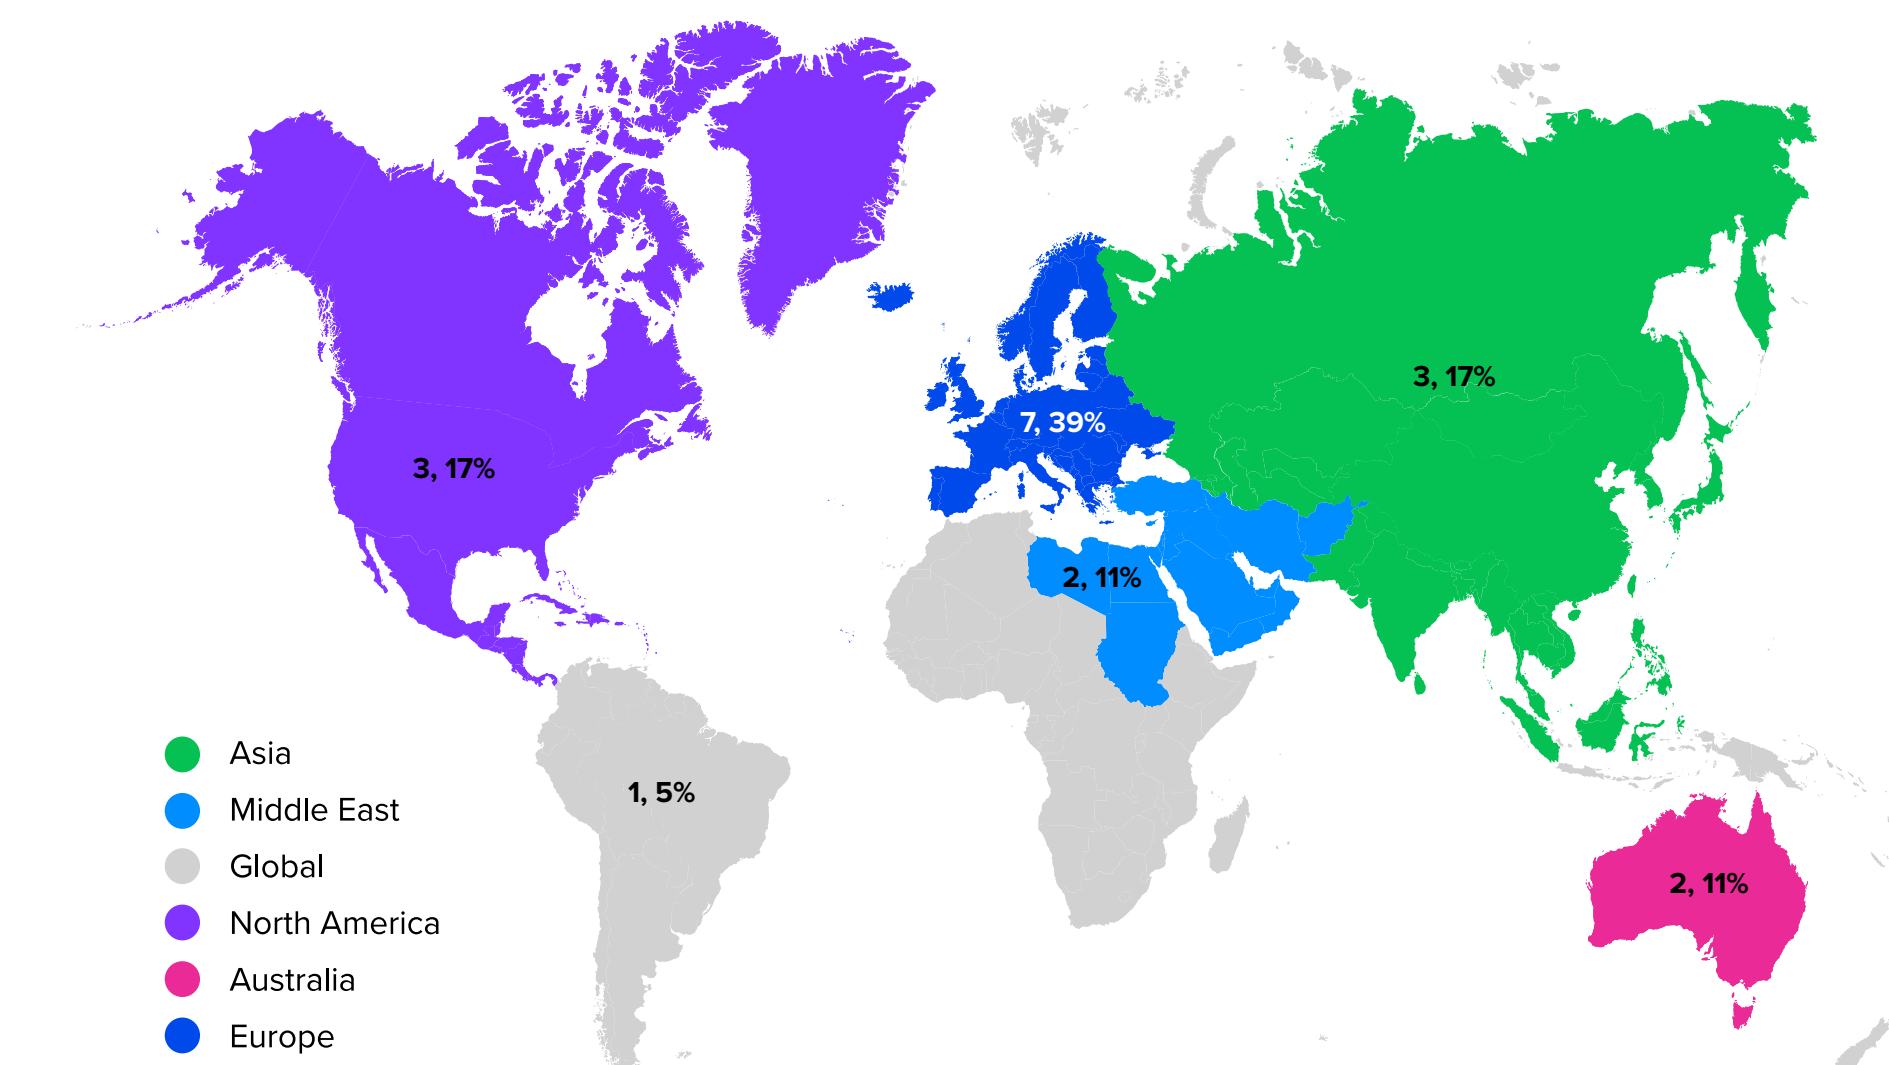 3, 17%
7, 39%
3, 17%
2, 11%
1, 5%
2, 11%
Asia
Middle East
Global
North America
Australia
Europe